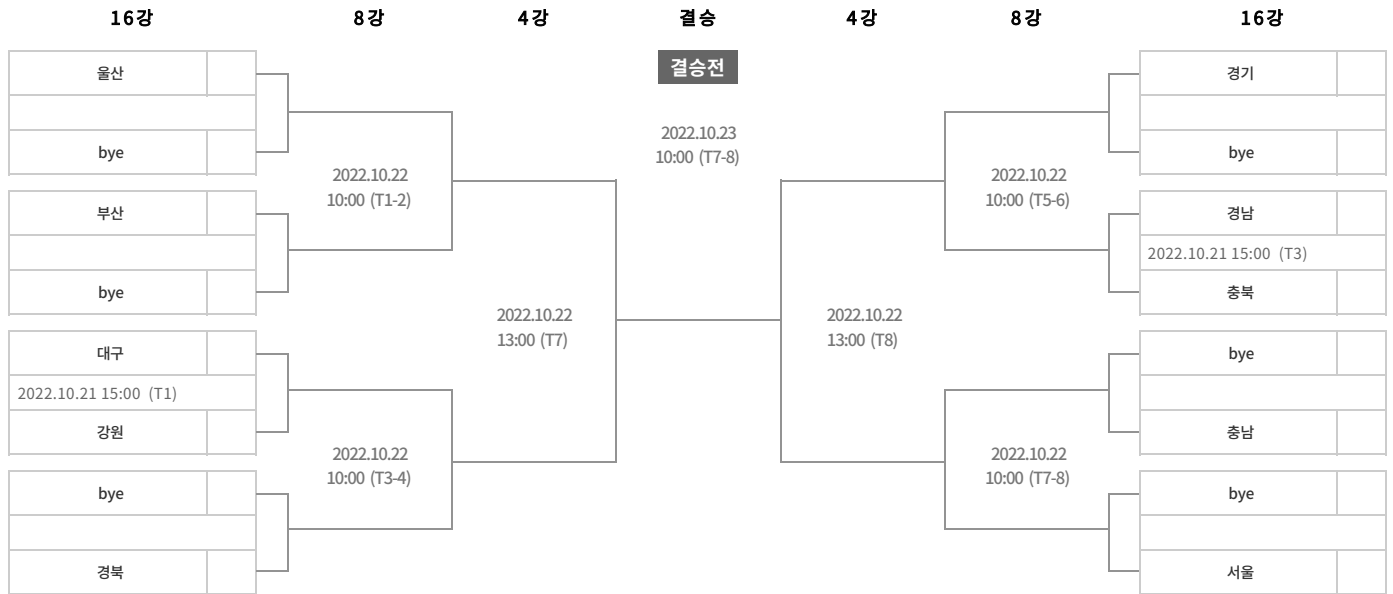 16강 8강 4강 결승 4강 8강 16강
울산
bye
부산
bye
대구
2022.10.21 15:00 (T1)
강원
bye
경북
2022.10.22
10:00 (T1-2)
2022.10.22
10:00 (T3-4)
2022.10.22
13:00 (T7)
결승전
2022.10.23
10:00 (T7-8)
2022.10.22
13:00 (T8)
2022.10.22
10:00 (T5-6)
2022.10.22
10:00 (T7-8)
경기
bye
경남
2022.10.21 15:00 (T3)
충북
bye
충남
bye
서울